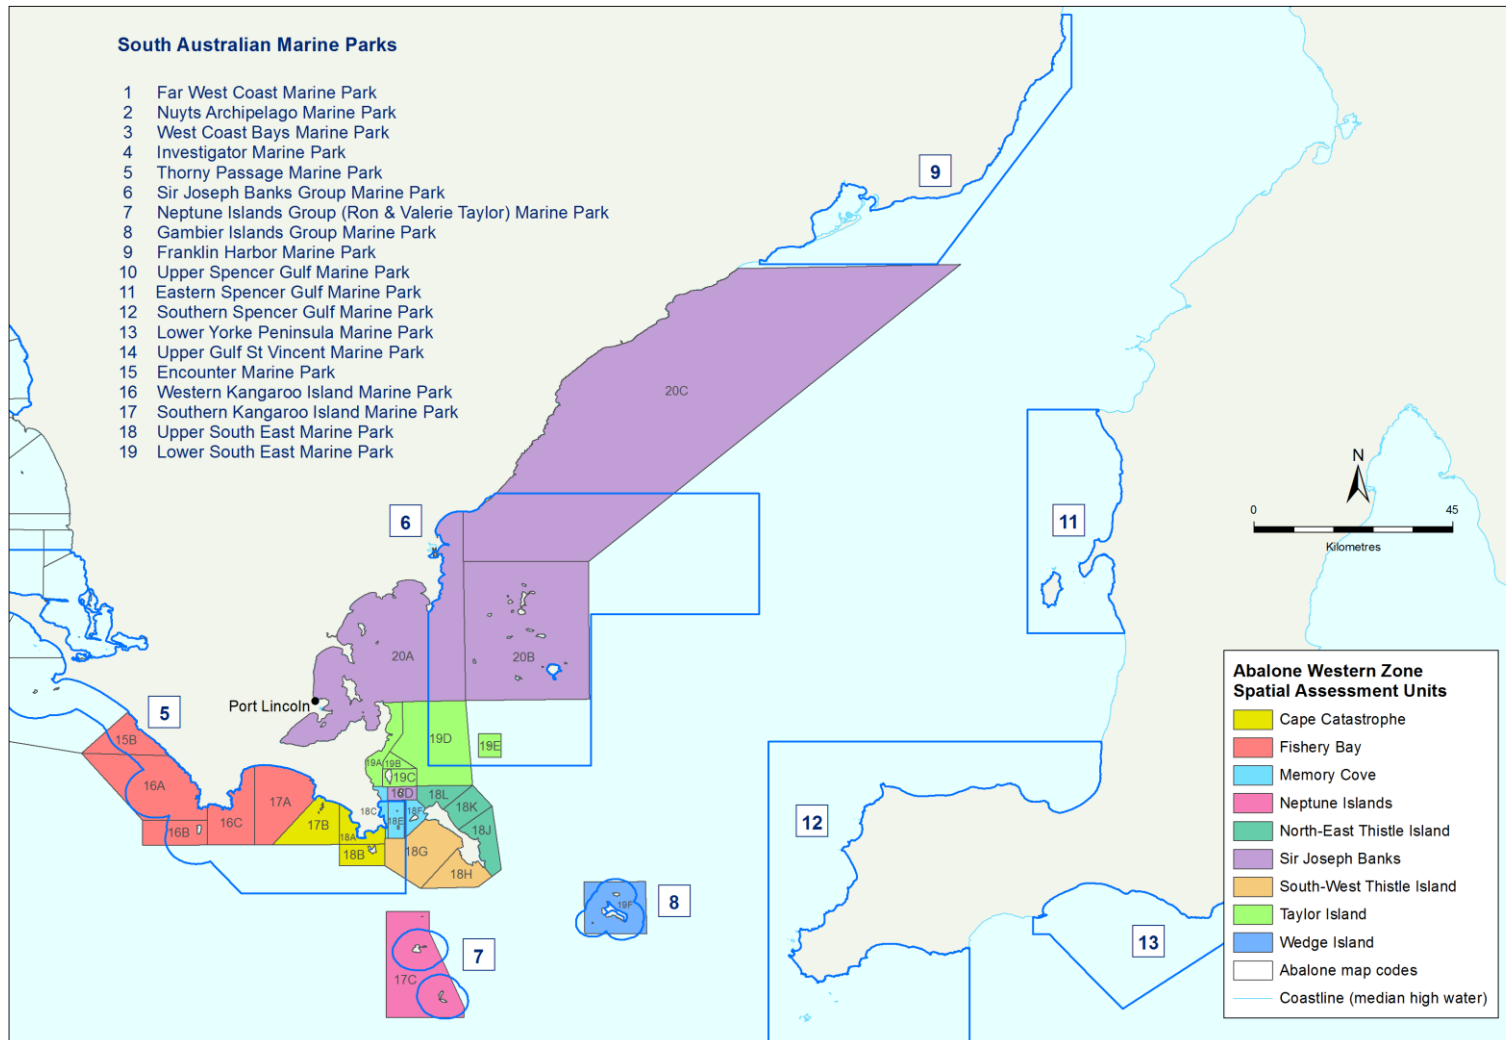 South Australian Marine Parks
1 Far West Coast Marine Park
2 Nuyts Archipelago Marine Park
3 West Coast Bays Marine Park
4 Investigator Marine Park
5 Thorny Passage Marine Park
6 Sir Joseph Banks Group Marine Park
7 Neptune Islands Group (Ron & Valerie Taylor) Marine Park
8 Gambier Islands Group Marine Park
9 Franklin Harbor Marine Park
10 Upper Spencer Gulf Marine Park
11 Eastern Spencer Gulf Marine Park
12 Southern Spencer Gulf Marine Park
13 Lower Yorke Peninsula Marine Park
14 Upper Gulf St Vincent Marine Park
15 Encounter Marine Park
16 Western Kangaroo Island Marine Park
17 Southern Kangaroo Island Marine Park
18 Upper South East Marine Park
19 Lower South East Marine Park
9
20C
6
11
N
0 45
Kilometres
20A
20B
Port Lincoln
5
15B
19D
19E
19A
19B
19C
16A
17A
16B
16C
17B
18A
18B
18C
18D
18E
18F
18L
18K
18J
18G
18H
12
19F
8
7
17C
13
Abalone Western Zone
Spatial Assessment Units
Cape Catastrophe
Fishery Bay
Memory Cove
Neptune Islands
North-East Thistle Island
Sir Joseph Banks
South-West Thistle Island
Taylor Island
Wedge Island
Abalone map codes
Coastline (median high water)